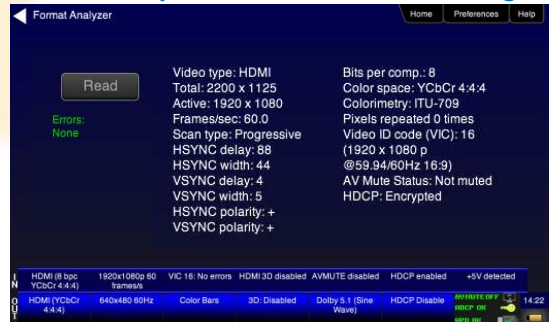 Format Analyzer
Home Preferences Help
Read
Errors:
None
Video type: HDMI
Total: 2200 x 1125
Active: 1920 x 1080
Frames/sec: 60.0
Scan type: Progressive
HSYNC delay: 88
HSYNC width: 44
VSYNC delay: 4
VSYNC width: 5
HSYNC polarity: +
VSYNC polarity: +
Bits per comp.: 8
Color space: YCbCr 4:4:4
Colorimetry: ITU-709
Pixels repeated 0
times
Video ID code (VIC): 16
(1920 x 1080 p
@59.94/60Hz 16:9)
AV Mute Status: Not
muted
HDCP: Encrypted
IN
HDMI (8 bpc
YCbCr 4:4:4)
1920x1080p 60
frames/s
VIC 16: No errors
HDMI 3D disabled
AVMUTE disabled
HDCP enabled
+5V detected
OUT
HDMI (YCbCr
4:4:4)
640x480 60Hz
Color Bars
3D: Disabled
Dolby 5.1 (Sine
Wave)
HDCP Disable
AVMUTE OFF
HDCP OK
HPD OK
14:22